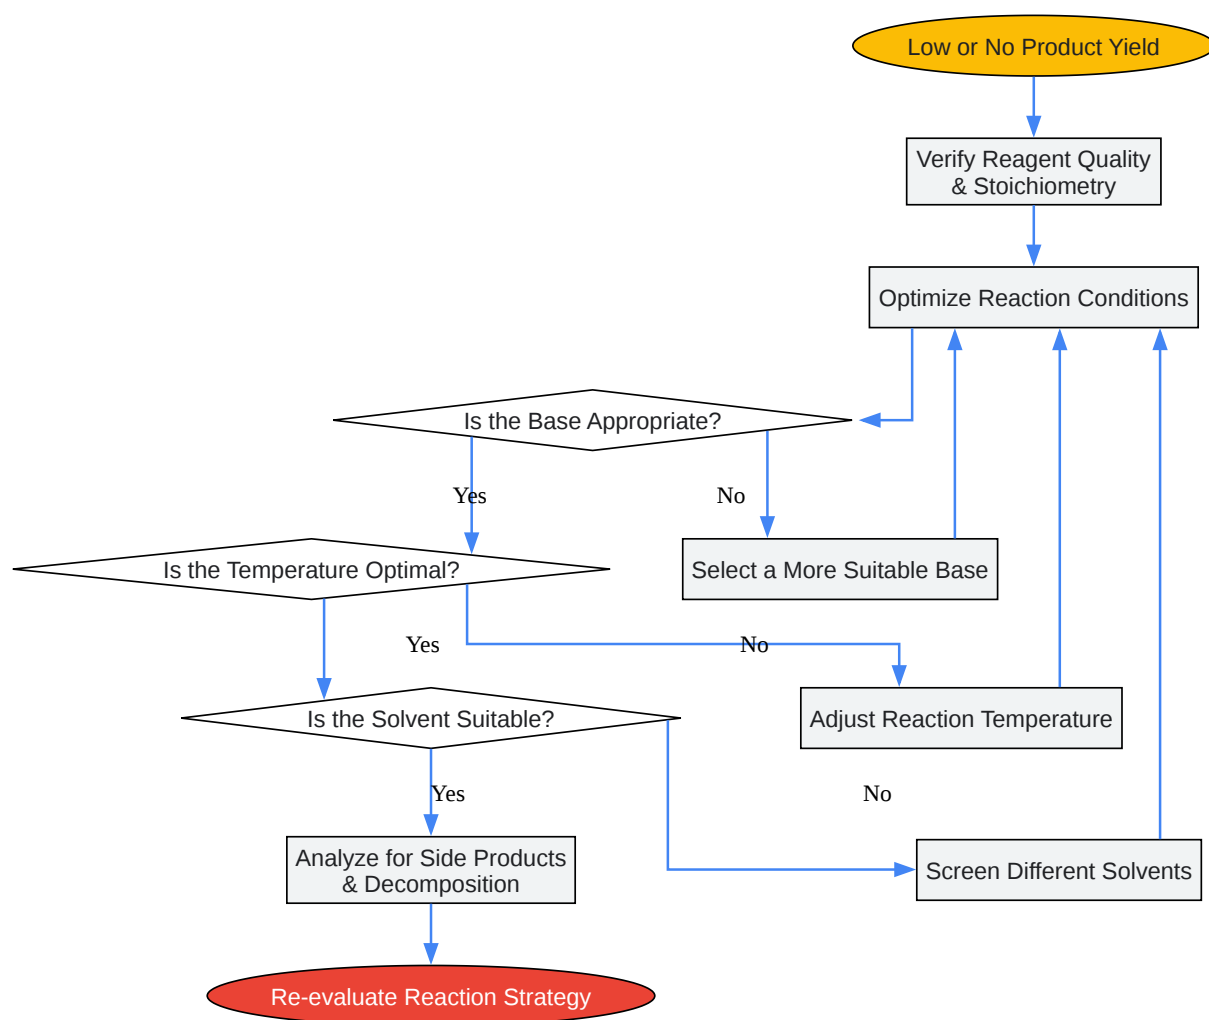 Low or No Product Yield
Verify Reagent Quality
& Stoichiometry
Optimize Reaction Conditions
Is the Base Appropriate?
Yes
No
Is the Temperature Optimal?
Select a More Suitable Base
Yes
No
Is the Solvent Suitable?
Adjust Reaction Temperature
Yes
No
Analyze for Side Products
& Decomposition
Screen Different Solvents
Re-evaluate Reaction Strategy